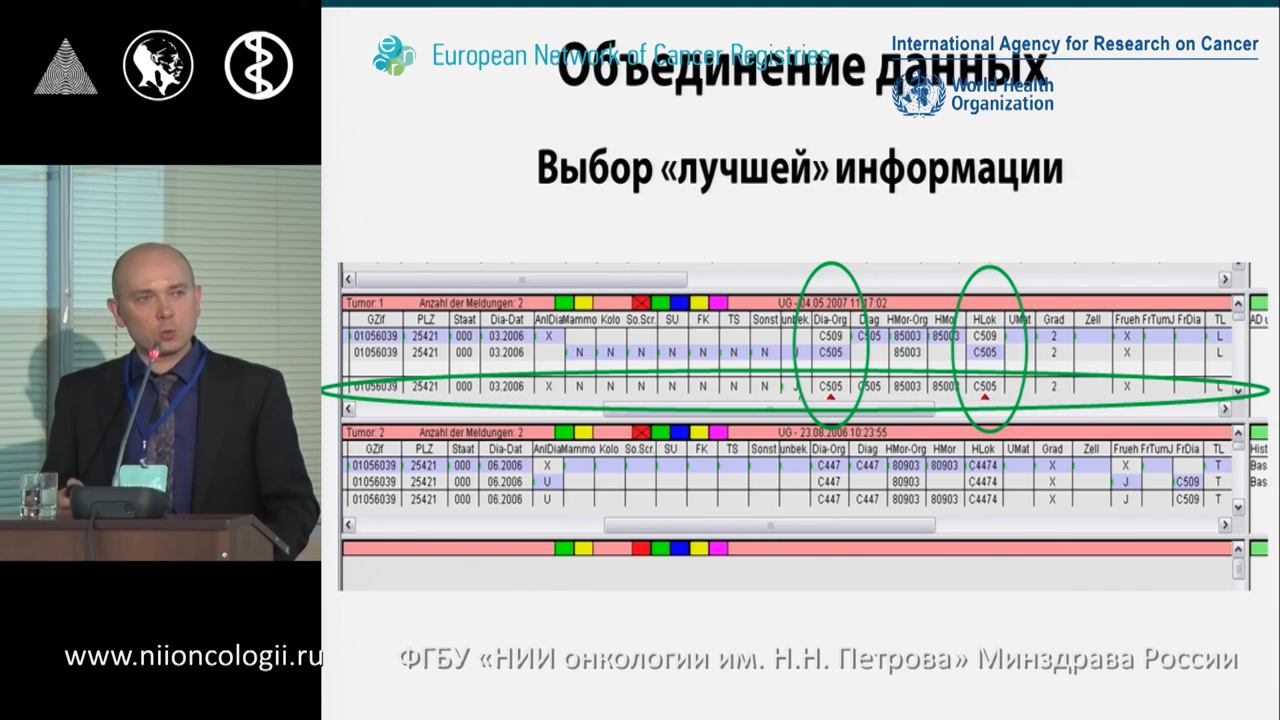 European Network of Cancer Registries
International Agency for Research on Cancer
World Health
Organization
Объединение данных
Выбор «лучшей» информации
Tumor: 1 Anzahl der Meldungen: 2 UG - 04.05.2007 11:17:02
GZif PLZ Staat Dia-Dat AnlDia Mammo Kolo So.Scr. SU FK TS Sonst unbek. Dia-Org Diag HMor-Org HMor HLok UMat Grad Zell Frueh FrTumJ FrDia TL AD u
01056039 25421 000 03.2006 X C509 C505 85003 85003 C509 2 X L
01056039 25421 000 03.2006 N N N N N N N J C505 85003 C505 2 X L
01056039 25421 000 03.2006 X N N N N N N N J C505 C505 85003 85003 C505 2 X L
Tumor: 2 Anzahl der Meldungen: 2 UG - 23.08.2006 10:23:55
GZif PLZ Staat Dia-Dat AnlDia Mammo Kolo So.Scr. SU FK TS Sonst unbek. Dia-Org Diag HMor-Org HMor HLok UMat Grad Zell Frueh FrTumJ FrDia TL Hist
01056039 25421 000 06.2006 X C447 C447 80903 80903 C4474 X X T Bas
01056039 25421 000 06.2006 U C447 80903 C4474 X J C509 T Bas
01056039 25421 000 06.2006 U C447 C447 80903 80903 C4474 X J C509 T
www.niioncologii.ru
ФГБУ «НИИ онкологии им. Н.Н. Петрова» Минздрава России